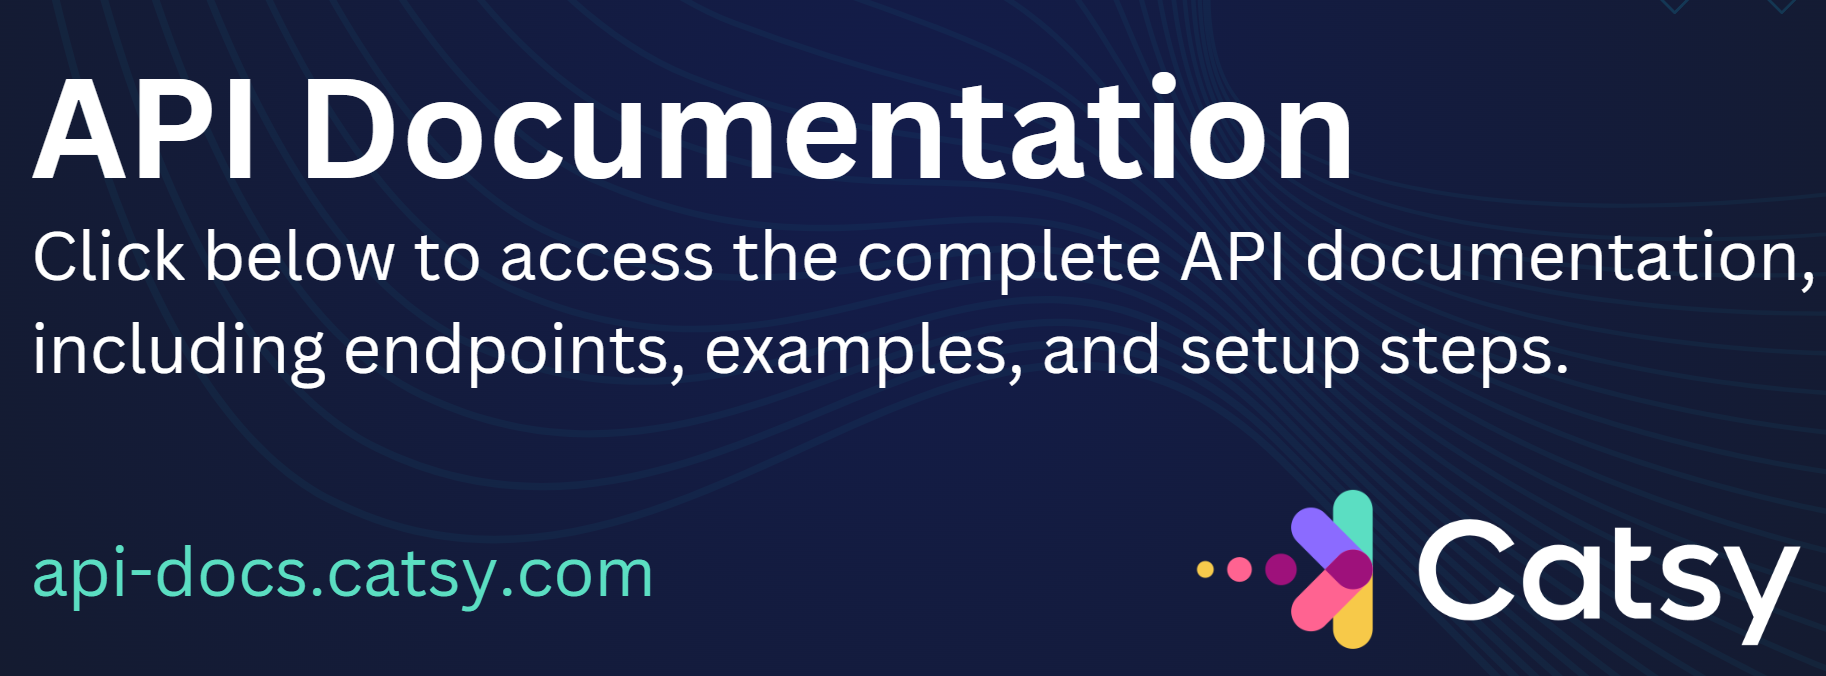 API Documentation
Click below to access the complete API documentation,
including endpoints, examples, and setup steps.
api-docs.catsy.com
Catsy